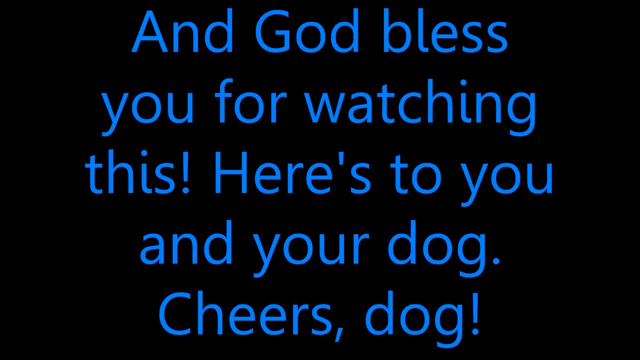 And God bless
you for watching
this! Here's to you
and your dog.
Cheers, dog!